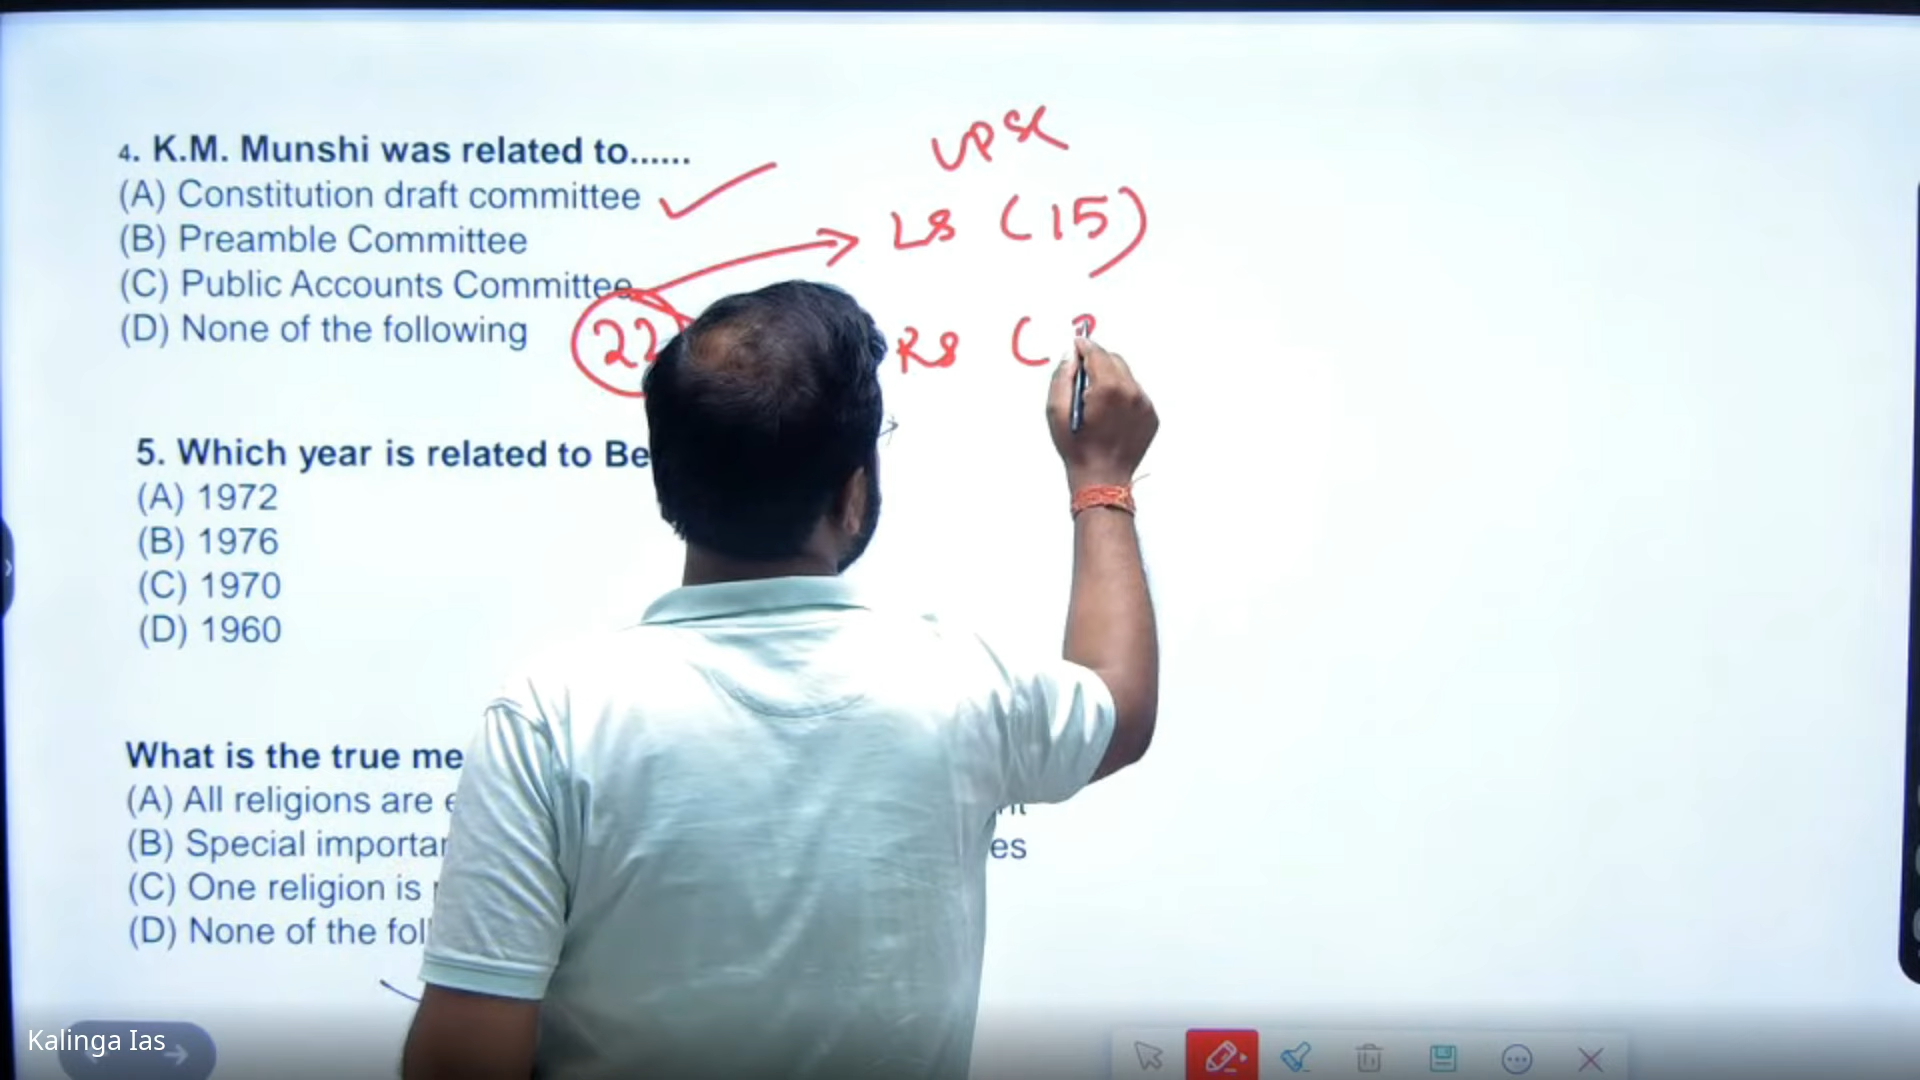 4. K.M. Munshi was related to......
(A) Constitution draft committee
(B) Preamble Committee
(C) Public Accounts Committee
(D) None of the following
UPSC
LS (15)
22
RS (
5. Which year is related to Be
(A) 1972
(B) 1976
(C) 1970
(D) 1960
What is the true me
(A) All religions are e
(B) Special importan es
(C) One religion is
(D) None of the foll
Kalinga Ias